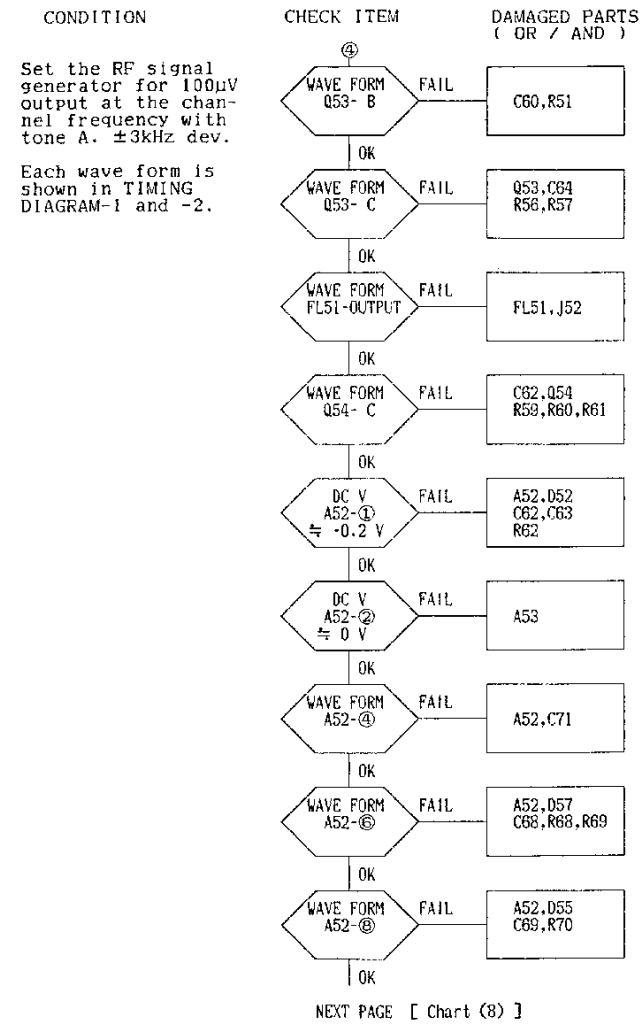 CONDITION
CHECK ITEM
DAMAGED PARTS
( OR / AND )
④
Set the RF signal
generator for 100µV
output at the chan-
nel frequency with
tone A. ±3kHz dev.
Each wave form is
shown in TIMING
DIAGRAM-1 and -2.
WAVE FORM
Q53- B
FAIL
C60,R51
OK
WAVE FORM
Q53- C
FAIL
Q53,C64
R56,R57
OK
WAVE FORM
FL51-OUTPUT
FAIL
FL51,J52
OK
WAVE FORM
Q54- C
FAIL
C62,Q54
R59,R60,R61
OK
DC V
A52-①
≒ -0.2 V
FAIL
A52,D52
C62,C63
R62
OK
DC V
A52-②
≒ 0 V
FAIL
A53
OK
WAVE FORM
A52-④
FAIL
A52,C71
OK
WAVE FORM
A52-⑥
FAIL
A52,D57
C68,R68,R69
OK
WAVE FORM
A52-⑧
FAIL
A52,D55
C69,R70
OK
NEXT PAGE [ Chart (8) ]